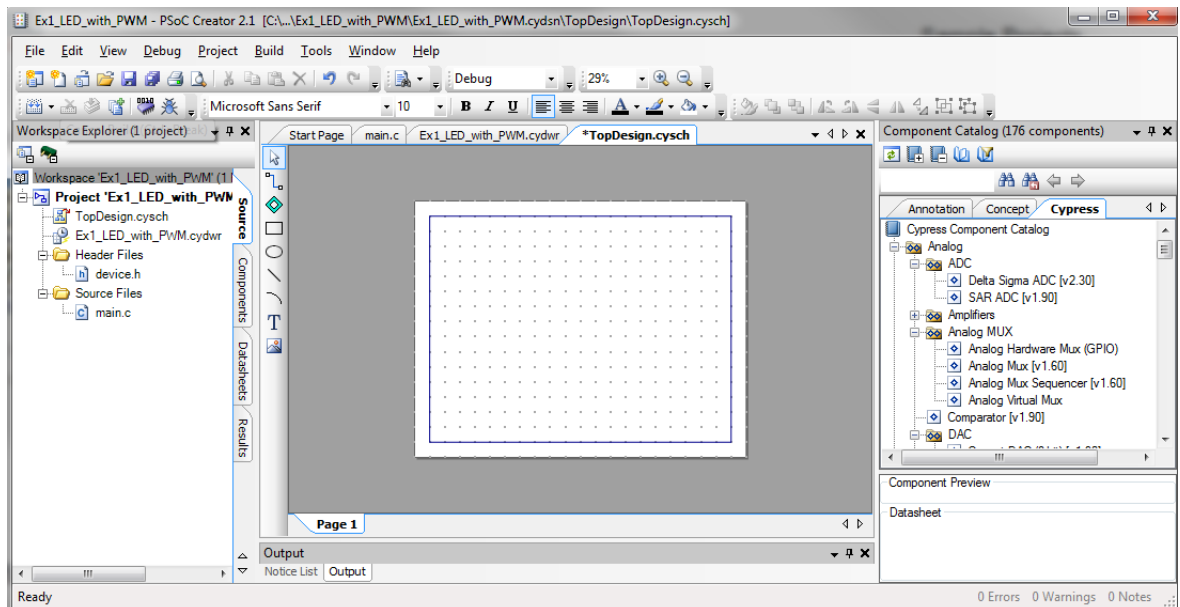 Ex1_LED_with_PWM - PSoC Creator 2.1 [C:\...\Ex1_LED_with_PWM\Ex1_LED_with_PWM.cydsn\TopDesign\TopDesign.cysch]
File Edit View Debug Project Build Tools Window Help
Debug 29%
Microsoft Sans Serif 10 B I U A
Workspace Explorer (1 project)
Workspace 'Ex1_LED_with_PWM' (1
Project 'Ex1_LED_with_PWM
TopDesign.cysch
Ex1_LED_with_PWM.cydwr
Header Files
device.h
Source Files
main.c
Source
Components
Datasheets
Results
Start Page main.c Ex1_LED_with_PWM.cydwr *TopDesign.cysch
T
Page 1
Output
Notice List Output
Component Catalog (176 components)
Annotation Concept Cypress
Cypress Component Catalog
Analog
ADC
Delta Sigma ADC [v2.30]
SAR ADC [v1.90]
Amplifiers
Analog MUX
Analog Hardware Mux (GPIO)
Analog Mux [v1.60]
Analog Mux Sequencer [v1.60]
Analog Virtual Mux
Comparator [v1.90]
DAC
Component Preview
Datasheet
Ready
0 Errors 0 Warnings 0 Notes